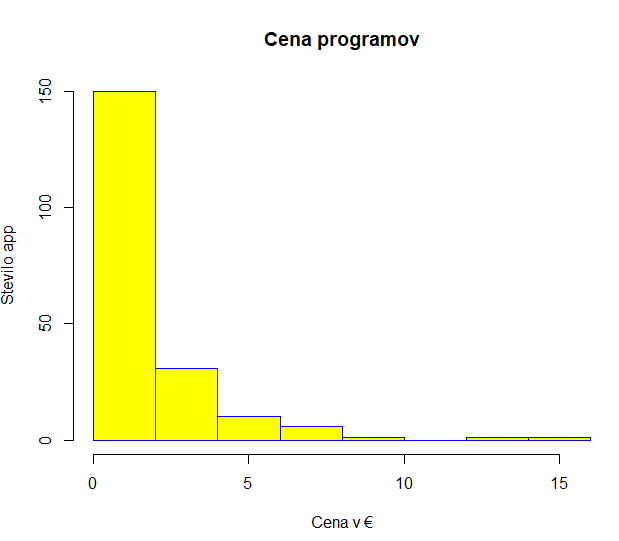 Cena programov
150
100
50
0
Stevilo app
0 5 10 15
Cena v €